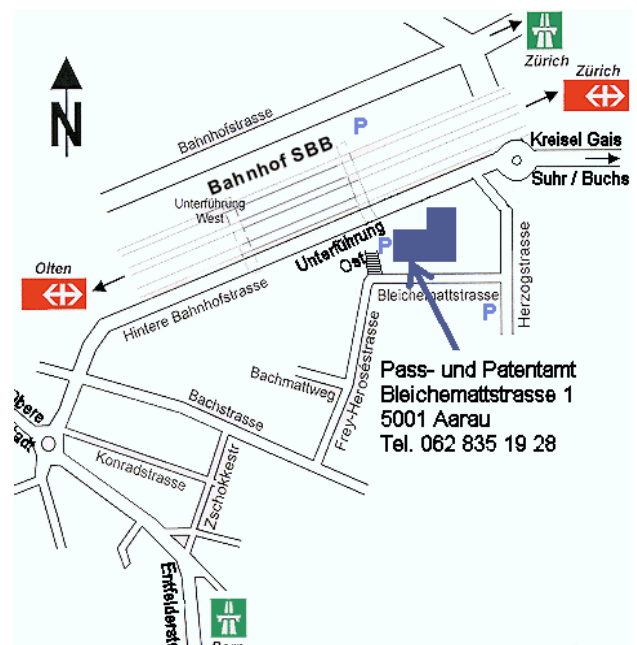 Zürich
Zürich
N
Bahnhofstrasse
P
Bahnhof SBB
Kreisel Gais
Suhr / Buchs
Unterführung
West
Unterführung
Ost
P
Olten
Hintere Bahnhofstrasse
Bleichemattstrasse
P
Herzogstrasse
Pass- und Patentamt
Bleichemattstrasse 1
5001 Aarau
Tel. 062 835 19 28
Bachmattweg
Frey-Heroséstrasse
Bachstrasse
Konradstrasse
Zschokkestr